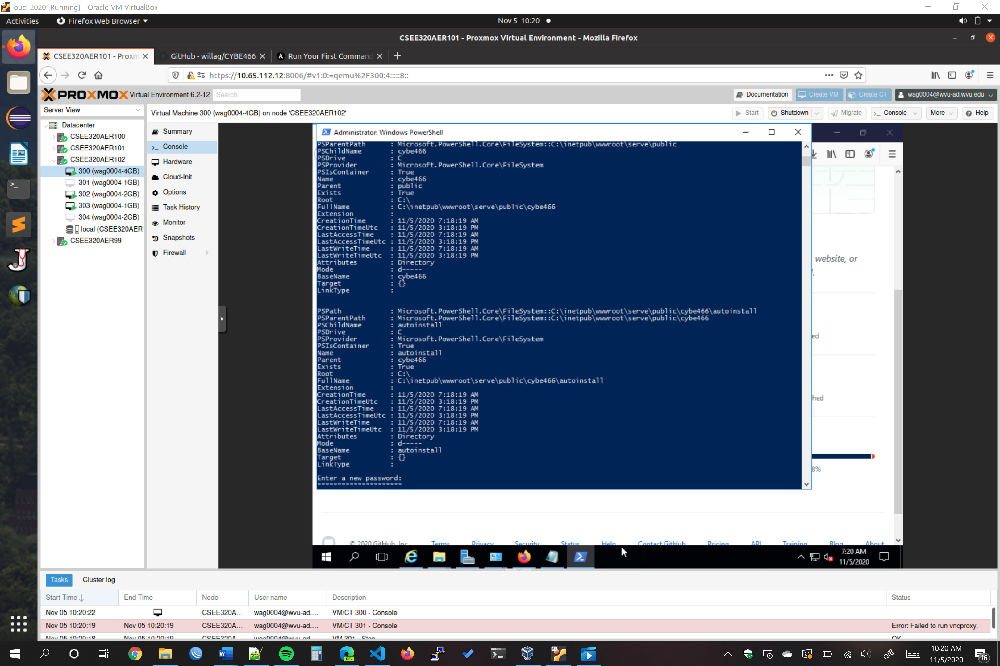 loud-2020 [Running] - Oracle VM VirtualBox
Activities Firefox Web Browser Nov 5 10:20
CSEE320AER101 - Proxmox Virtual Environment - Mozilla Firefox
CSEE320AER101 - Proxm GitHub - willag/CYBE466 Run Your First Command
https://10.65.112.12:8006/#v1:0:=qemu%2F300:4:::::8::
PROXMOX Virtual Environment 6.2-12 Search Documentation Create VM Create CT wag0004@wvu-ad.wvu.edu
Server View
Virtual Machine 300 (wag0004-4GB) on node 'CSEE320AER102' Start Shutdown Migrate Console More Help
Datacenter
CSEE320AER100
CSEE320AER101
CSEE320AER102
300 (wag0004-4GB)
301 (wag0004-1GB)
302 (wag0004-2GB)
303 (wag0004-1GB)
304 (wag0004-2GB)
local (CSEE320AER
CSEE320AER99
Summary
Console
Hardware
Cloud-Init
Options
Task History
Monitor
Snapshots
Firewall
Administrator: Windows PowerShell
PSParentPath : Microsoft.PowerShell.Core\FileSystem::C:\inetpub\wwwroot\serve\public
PSChildName : cybe466
PSDrive : C
PSProvider : Microsoft.PowerShell.Core\FileSystem
PSIsContainer : True
Name : cybe466
Parent : public
Exists : True
Root : C:\
FullName : C:\inetpub\wwwroot\serve\public\cybe466
Extension :
CreationTime : 11/5/2020 7:18:19 AM
CreationTimeUtc : 11/5/2020 3:18:19 PM
LastAccessTime : 11/5/2020 7:18:19 AM
LastAccessTimeUtc : 11/5/2020 3:18:19 PM
LastWriteTime : 11/5/2020 7:18:19 AM
LastWriteTimeUtc : 11/5/2020 3:18:19 PM
Attributes : Directory
Mode : d-----
BaseName : cybe466
Target : {}
LinkType :
PSPath : Microsoft.PowerShell.Core\FileSystem::C:\inetpub\wwwroot\serve\public\cybe466\autoinstall
PSParentPath : Microsoft.PowerShell.Core\FileSystem::C:\inetpub\wwwroot\serve\public\cybe466
PSChildName : autoinstall
PSDrive : C
PSProvider : Microsoft.PowerShell.Core\FileSystem
PSIsContainer : True
Name : autoinstall
Parent : cybe466
Exists : True
Root : C:\
FullName : C:\inetpub\wwwroot\serve\public\cybe466\autoinstall
Extension :
CreationTime : 11/5/2020 7:18:19 AM
CreationTimeUtc : 11/5/2020 3:18:19 PM
LastAccessTime : 11/5/2020 7:18:19 AM
LastAccessTimeUtc : 11/5/2020 3:18:19 PM
LastWriteTime : 11/5/2020 7:18:19 AM
LastWriteTimeUtc : 11/5/2020 3:18:19 PM
Attributes : Directory
Mode : d-----
BaseName : autoinstall
Target : {}
LinkType :
Enter a new password:
*********************
website, or
ed
hed
8%
© 2020 GitHub, Inc. Terms Privacy Security Status Help Contact GitHub Pricing API Training Blog About
7:20 AM
11/5/2020
Tasks Cluster log
Start Time End Time Node User name Description Status
Nov 05 10:20:22 CSEE320A... wag0004@wvu-ad.... VM/CT 300 - Console
Nov 05 10:20:19 Nov 05 10:20:19 CSEE320A... wag0004@wvu-ad.... VM/CT 301 - Console Error: Failed to run vncproxy.
Nov 05 10:20:18 Nov 05 10:20:19 CSEE320A... wag0004@wvu-ad.... VM 301 - Stop OK
10:20 AM
11/5/2020
16